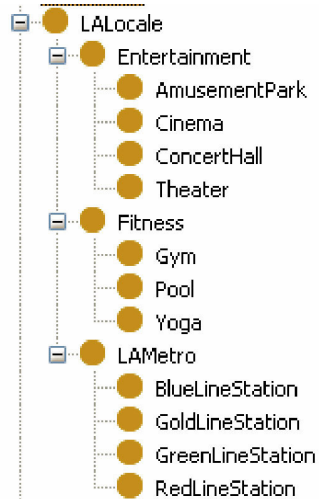 LALocale
Entertainment
AmusementPark
Cinema
ConcertHall
Theater
Fitness
Gym
Pool
Yoga
LAMetro
BlueLineStation
GoldLineStation
GreenLineStation
RedLineStation